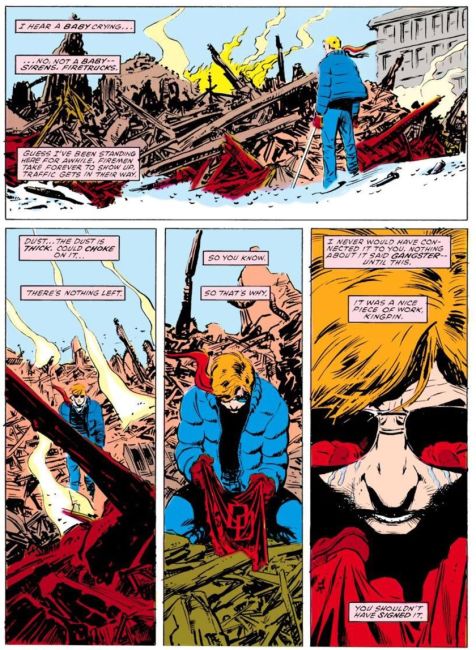 I HEAR A BABY CRYING...
...NO. NOT A BABY--
SIRENS. FIRETRUCKS.
GUESS I'VE BEEN STANDING
HERE FOR AWHILE. FIREMEN
TAKE FOREVER TO SHOW UP.
TRAFFIC GETS IN THEIR WAY.
DUST...THE DUST IS
THICK. COULD CHOKE
ON IT...
THERE'S NOTHING LEFT.
SO YOU KNOW.
SO THAT'S WHY.
DD
I NEVER WOULD HAVE CON-
NECTED IT TO YOU. NOTHING
ABOUT IT SAID GANGSTER--
UNTIL THIS.
IT WAS A NICE
PIECE OF WORK,
KINGPIN.
YOU SHOULDN'T
HAVE SIGNED IT.